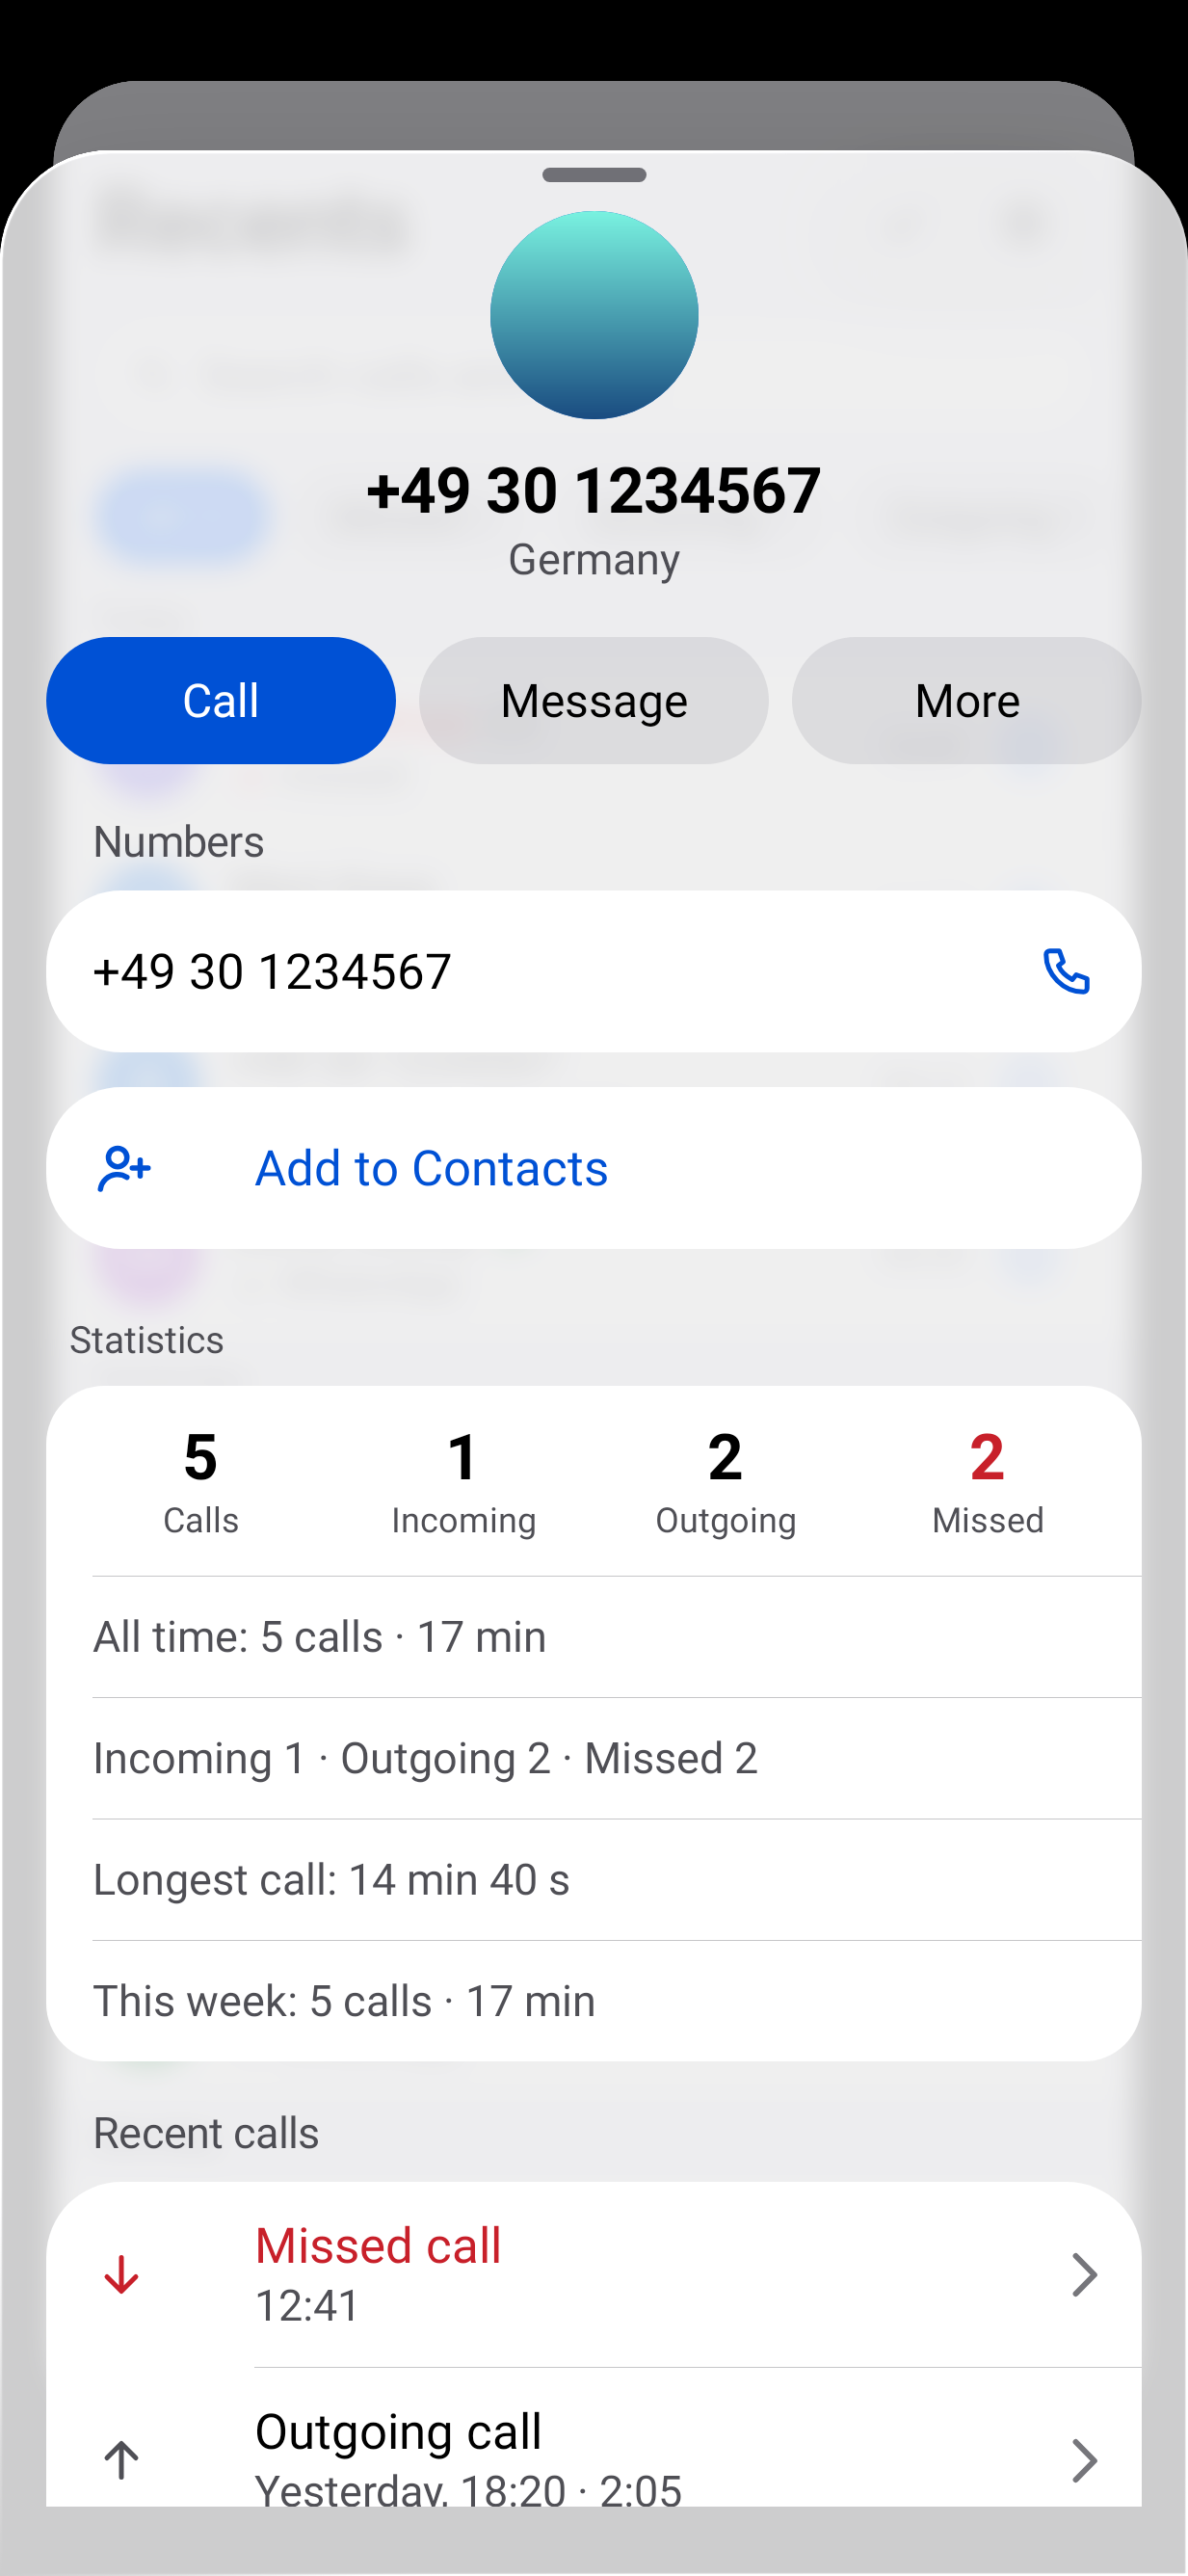 +49 30 1234567
Germany
Call
Message
More
Numbers
+49 30 1234567
Add to Contacts
Statistics
5
1
2
2
Calls
Incoming
Outgoing
Missed
All time: 5 calls · 17 min
Incoming 1 · Outgoing 2 · Missed 2
Longest call: 14 min 40 s
This week: 5 calls · 17 min
Recent calls
Missed call
12:41
Outgoing call
Yesterday, 18:20 · 2:05